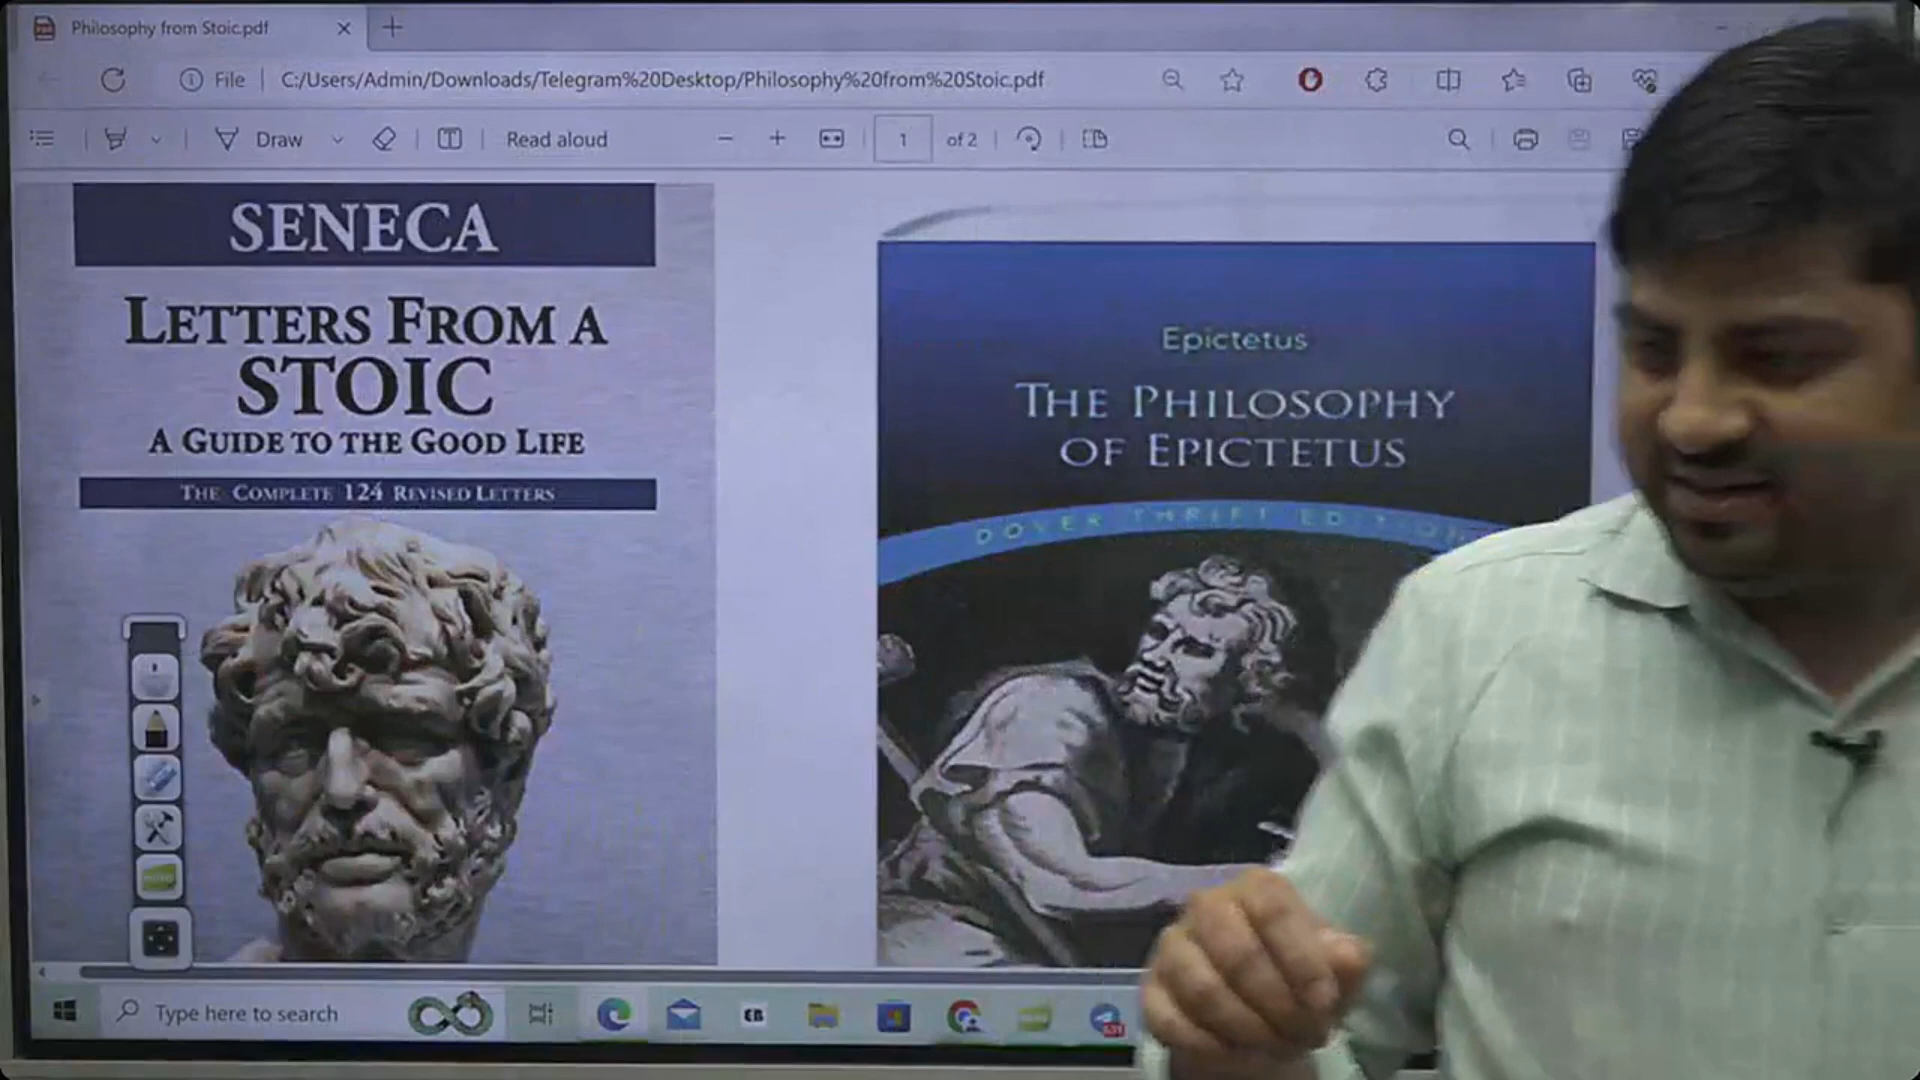 Philosophy from Stoic.pdf
File
C:/Users/Admin/Downloads/Telegram%20Desktop/Philosophy%20from%20Stoic.pdf
Draw
Read aloud
1
of 2
SENECA
LETTERS FROM A
STOIC
A GUIDE TO THE GOOD LIFE
THE COMPLETE 124 REVISED LETTERS
Epictetus
THE PHILOSOPHY
OF EPICTETUS
DOVER THRIFT EDITION
Type here to search